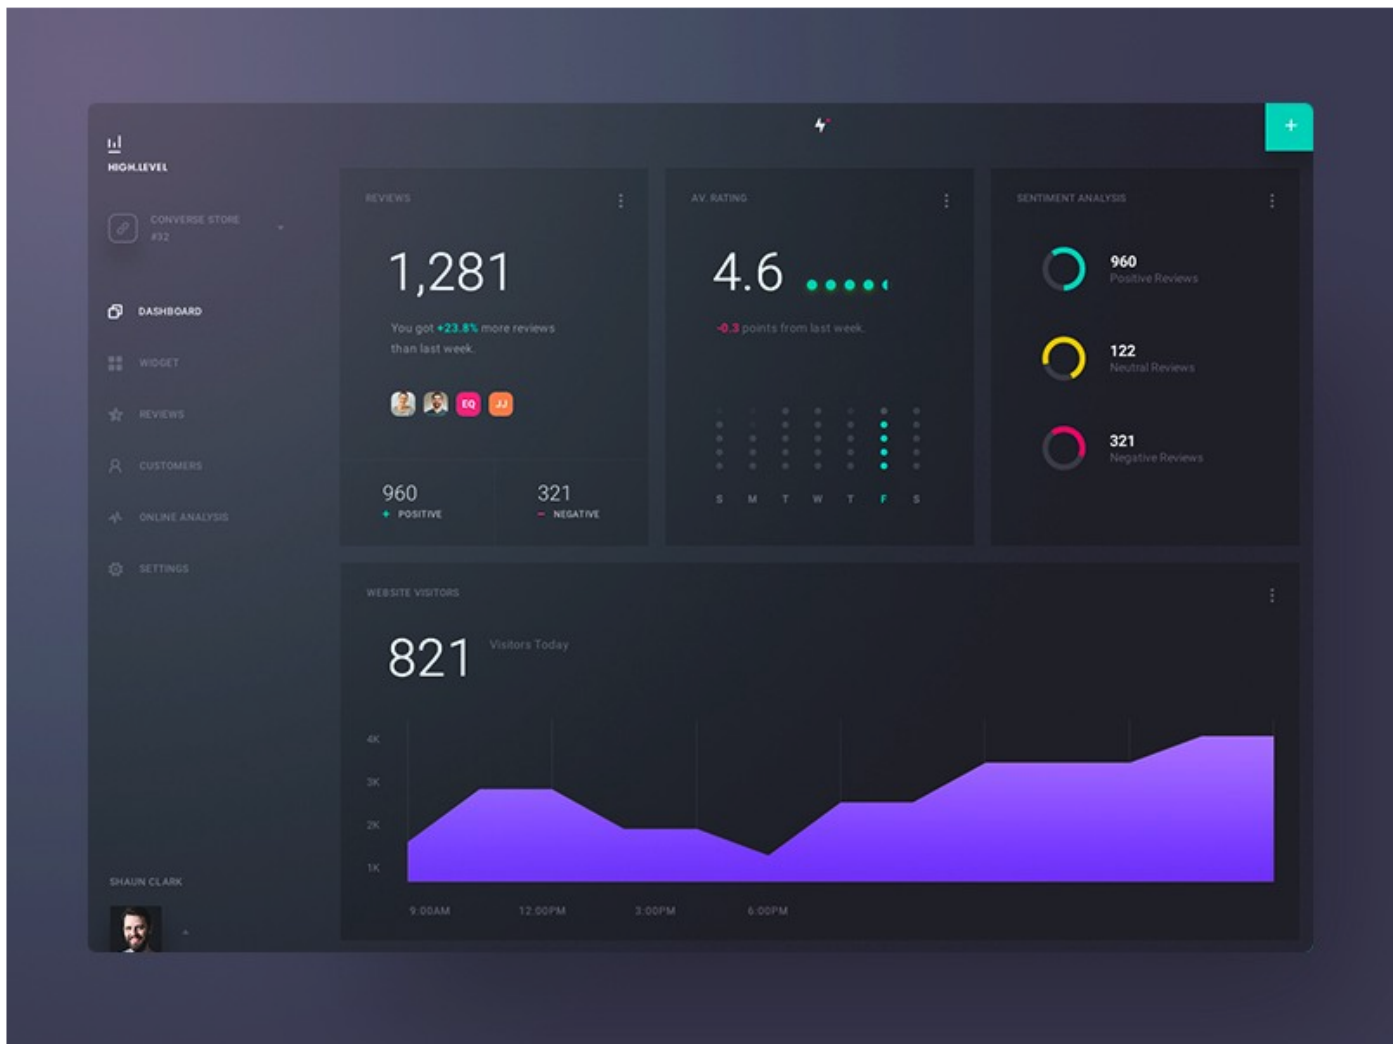 HIGH.LEVEL
CONVERSE STORE
#32
DASHBOARD
WIDGET
REVIEWS
CUSTOMERS
ONLINE ANALYSIS
SETTINGS
SHAUN CLARK
+
REVIEWS
1,281
You got +23.8% more reviews
than last week.
EQ JJ
960
+ POSITIVE
321
– NEGATIVE
AV. RATING
4.6
-0.3 points from last week.
S M T W T F S
SENTIMENT ANALYSIS
960
Positive Reviews
122
Neutral Reviews
321
Negative Reviews
WEBSITE VISITORS
821 Visitors Today
4K
3K
2K
1K
9:00AM 12:00PM 3:00PM 6:00PM